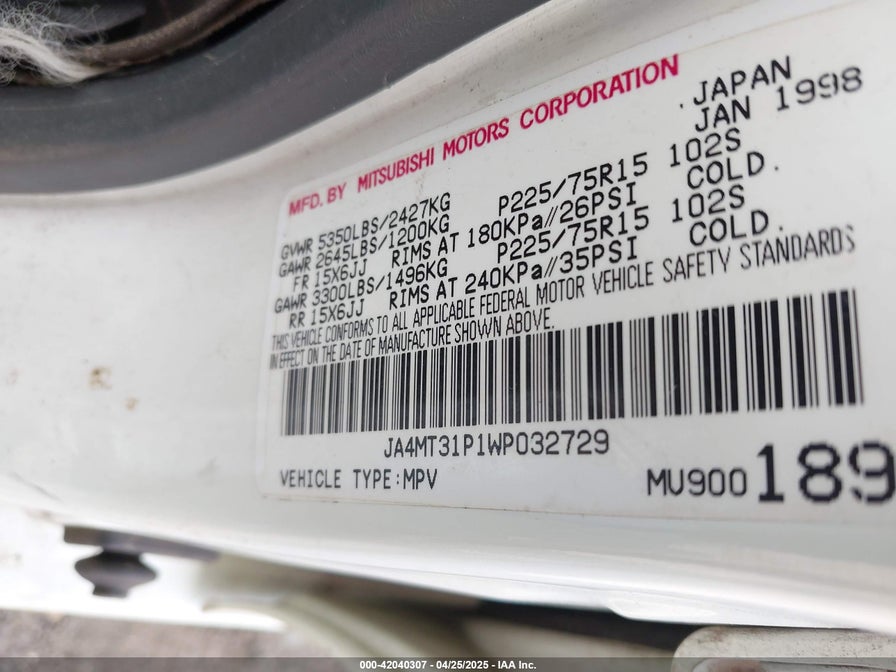 MFD. BY MITSUBISHI MOTORS CORPORATION
JAPAN
JAN 1998
GVWR 5350LBS/2427KG
GAWR 2645LBS/1200KG P225/75R15 102S
FR 15X6JJ RIMS AT 180KPa//26PSI COLD.
GAWR 3300LBS/1496KG P225/75R15 102S
RR 15X6JJ RIMS AT 240KPa//35PSI COLD.
THIS VEHICLE CONFORMS TO ALL APPLICABLE FEDERAL MOTOR VEHICLE SAFETY STANDARDS
IN EFFECT ON THE DATE OF MANUFACTURE SHOWN ABOVE.
JA4MT31P1WP032729
VEHICLE TYPE:MPV
MU900189
000-42040307 - 04/25/2025 - IAA Inc.